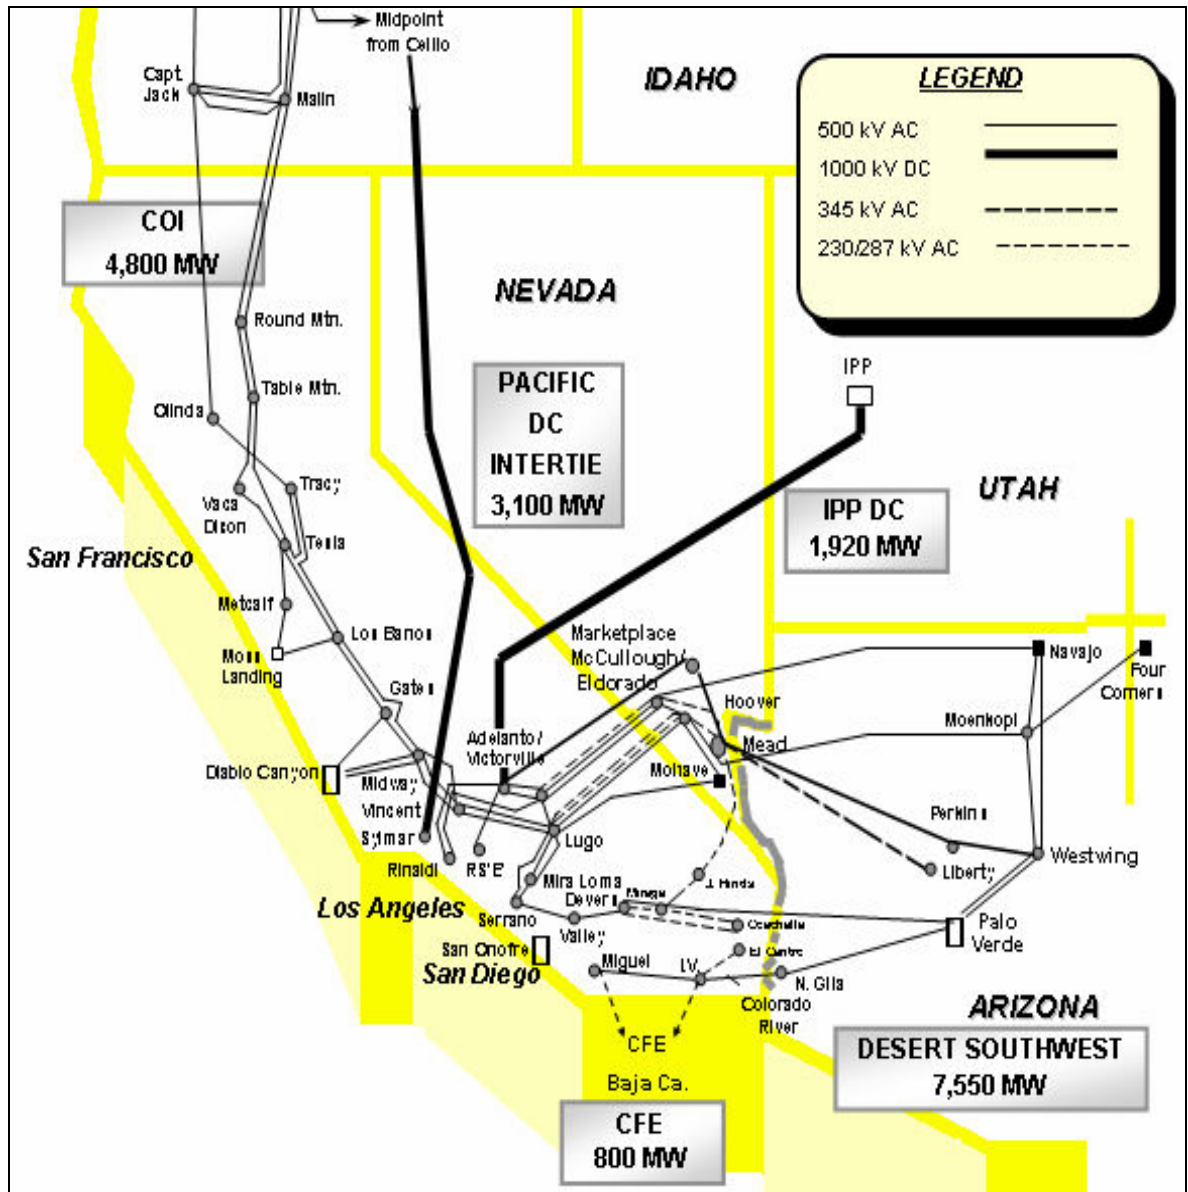 Midpoint
from Celilo
Capt.
Jack
Malin
IDAHO
LEGEND
500 kV AC
1000 kV DC
345 kV AC
230/287 kV AC
COI
4,800 MW
NEVADA
Round Mtn.
IPP
PACIFIC
DC
INTERTIE
3,100 MW
Table Mtn.
Olinda
Tracy
Vaca
Dixon
UTAH
IPP DC
1,920 MW
Tesla
San Francisco
Metcalf
Los Banos
Moss
Landing
Marketplace
McCullough/
Eldorado
Navajo
Four
Corners
Gates
Hoover
Moenkopi
Adelanto/
Victorville
Mead
Diablo Canyon
Midway
Mohave
Vincent
Perkins
Sylmar
Lugo
Westwing
Rinaldi
RS'E'
Liberty
Mira Loma
J. Hinds
Devers
Mirage
Los Angeles
Serrano
Valley
Coachella
Palo
Verde
San Onofre
El Centro
San Diego
Miguel
I.V.
N. Gila
Colorado
River
ARIZONA
CFE
Baja Ca.
DESERT SOUTHWEST
7,550 MW
CFE
800 MW